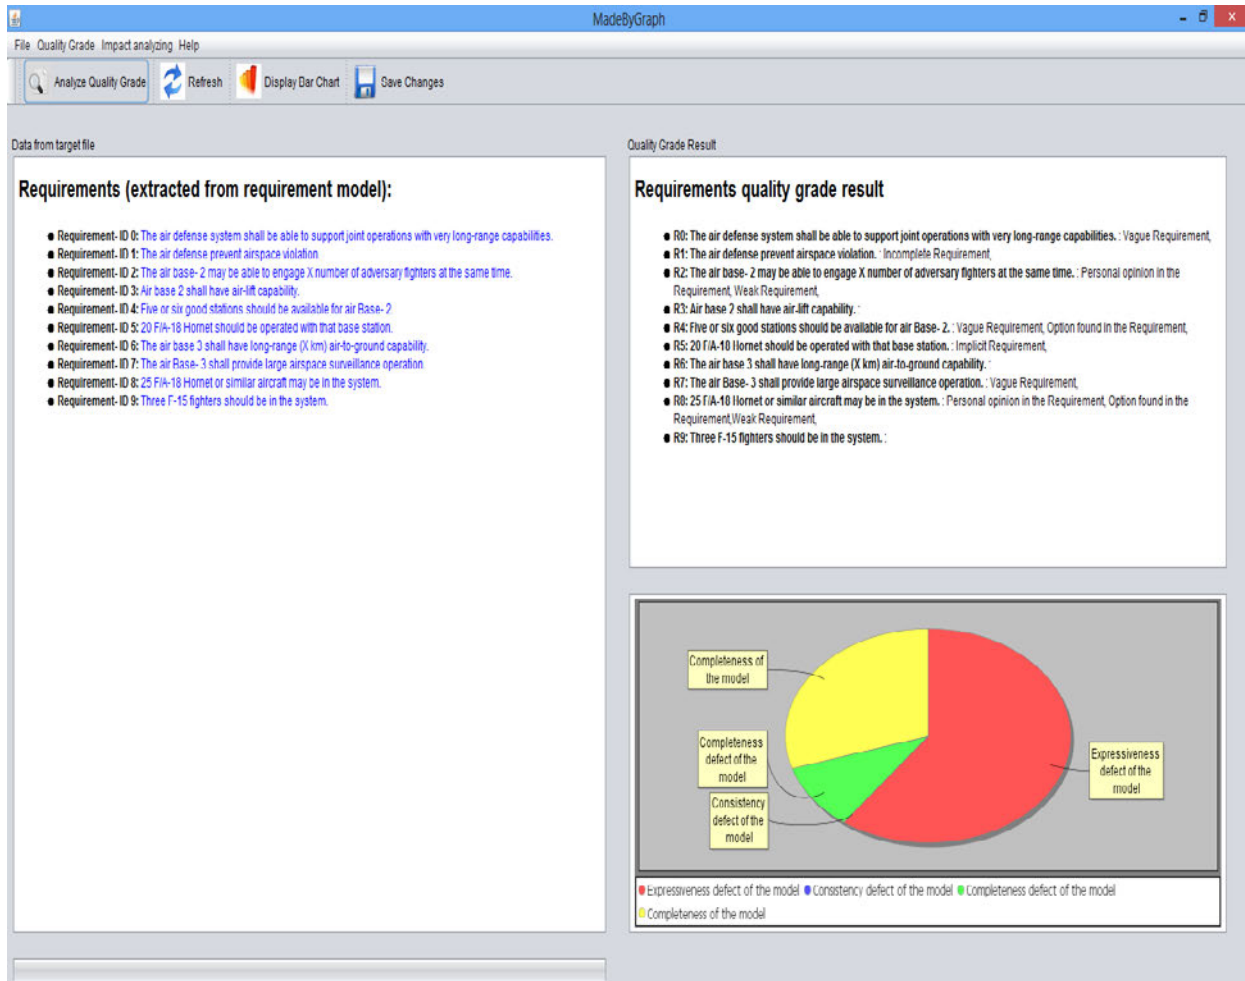 MadeByGraph
File Quality Grade Impact analyzing Help
Analyze Quality Grade Refresh Display Bar Chart Save Changes
Data from target file
Requirements (extracted from requirement model):
Requirement- ID 0: The air defense system shall be able to support joint operations with very long-range capabilities.
Requirement- ID 1: The air defense prevent airspace violation
Requirement- ID 2: The air base- 2 may be able to engage X number of adversary fighters at the same time.
Requirement- ID 3: Air base 2 shall have air-lift capability.
Requirement- ID 4: Five or six good stations should be available for air Base- 2
Requirement- ID 5: 20 F/A-18 Hornet should be operated with that base station.
Requirement- ID 6: The air base 3 shall have long-range (X km) air-to-ground capability.
Requirement- ID 7: The air Base- 3 shall provide large airspace surveillance operation
Requirement- ID 8: 25 F/A-18 Hornet or similar aircraft may be in the system.
Requirement- ID 9: Three F-15 fighters should be in the system.
Quality Grade Result
Requirements quality grade result
R0: The air defense system shall be able to support joint operations with very long-range capabilities. : Vague Requirement,
R1: The air defense prevent airspace violation. : Incomplete Requirement,
R2: The air base- 2 may be able to engage X number of adversary fighters at the same time. : Personal opinion in the
Requirement, Weak Requirement,
R3: Air base 2 shall have air-lift capability. :
R4: Five or six good stations should be available for air Base- 2. : Vague Requirement, Option found in the Requirement,
R5: 20 F/A-18 Hornet should be operated with that base station. : Implicit Requirement,
R6: The air base 3 shall have long-range (X km) air-to-ground capability. :
R7: The air Base- 3 shall provide large airspace surveillance operation. : Vague Requirement,
R8: 25 F/A-18 Hornet or similar aircraft may be in the system. : Personal opinion in the Requirement, Option found in the
Requirement,Weak Requirement,
R9: Three F-15 fighters should be in the system. :
Completeness of
the model
Completeness
defect of the
model
Consistency
defect of the
model
Expressiveness
defect of the
model
Expressiveness defect of the model Consistency defect of the model Completeness defect of the model
Completeness of the model